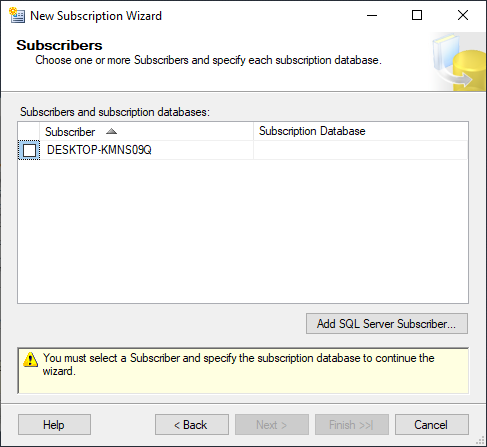 New Subscription Wizard
Subscribers
Choose one or more Subscribers and specify each subscription database.
Subscribers and subscription databases:
Subscriber Subscription Database
DESKTOP-KMNS09Q
Add SQL Server Subscriber...
You must select a Subscriber and specify the subscription database to continue the
wizard.
Help < Back Next > Finish >>| Cancel